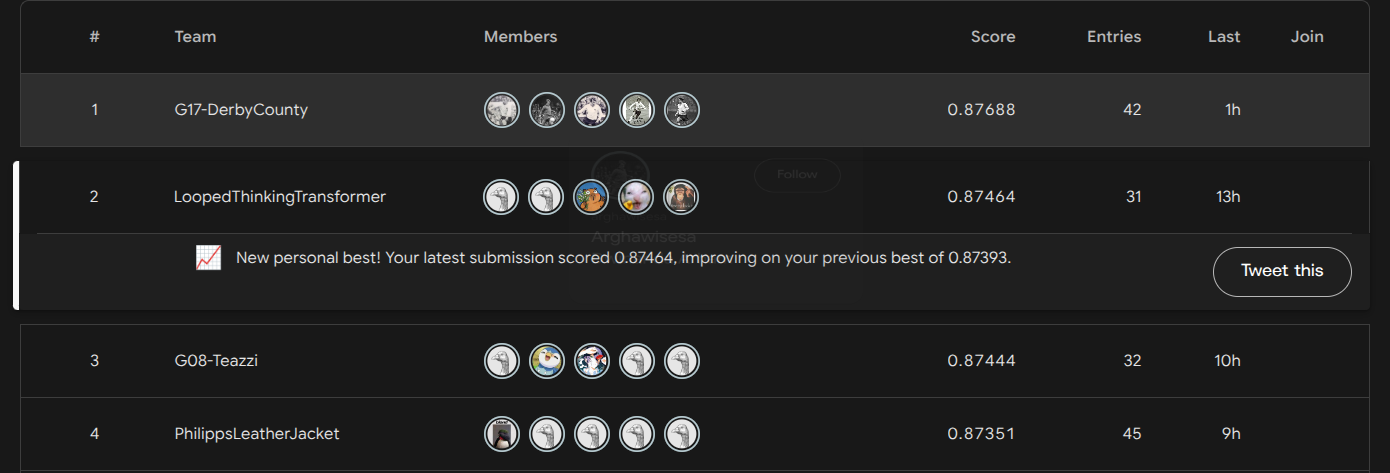 # Team Members Score Entries Last Join
1 G17-DerbyCounty 0.87688 42 1h
Follow
2 LoopedThinkingTransformer 0.87464 31 13h
Arghawisesa
📈 New personal best! Your latest submission scored 0.87464, improving on your previous best of 0.87393.
Tweet this
3 G08-Teazzi 0.87444 32 10h
4 PhilippsLeatherJacket 0.87351 45 9h